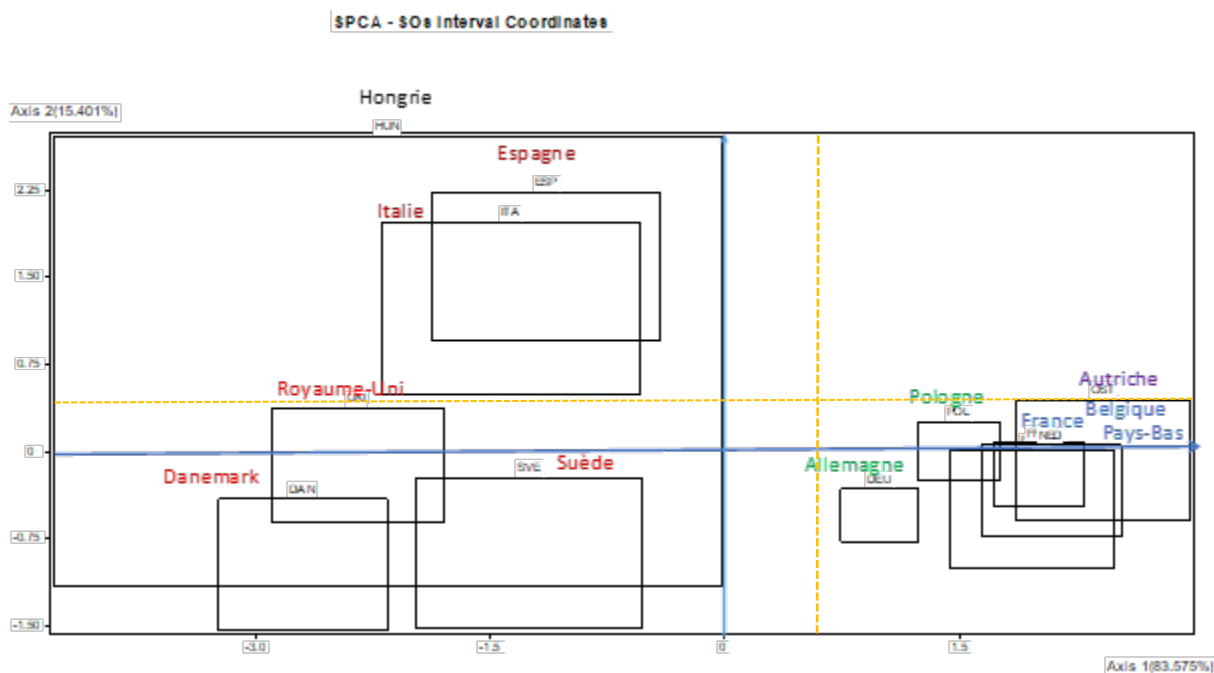 SPCA - SOs Interval Coordinates
Hongrie
Axis 2(15.401%)
HUN
Espagne
ESP
2.25
Italie
ITA
1.50
0.75
Royaume-Uni
Autriche
OST
Pologne
POL
Belgique
France
NED
Pays-Bas
0
Danemark
DAN
SVE
Suède
Allemagne
DEU
-0.75
-1.50
-3.0
-1.5
0
1.5
Axis 1(83.575%)